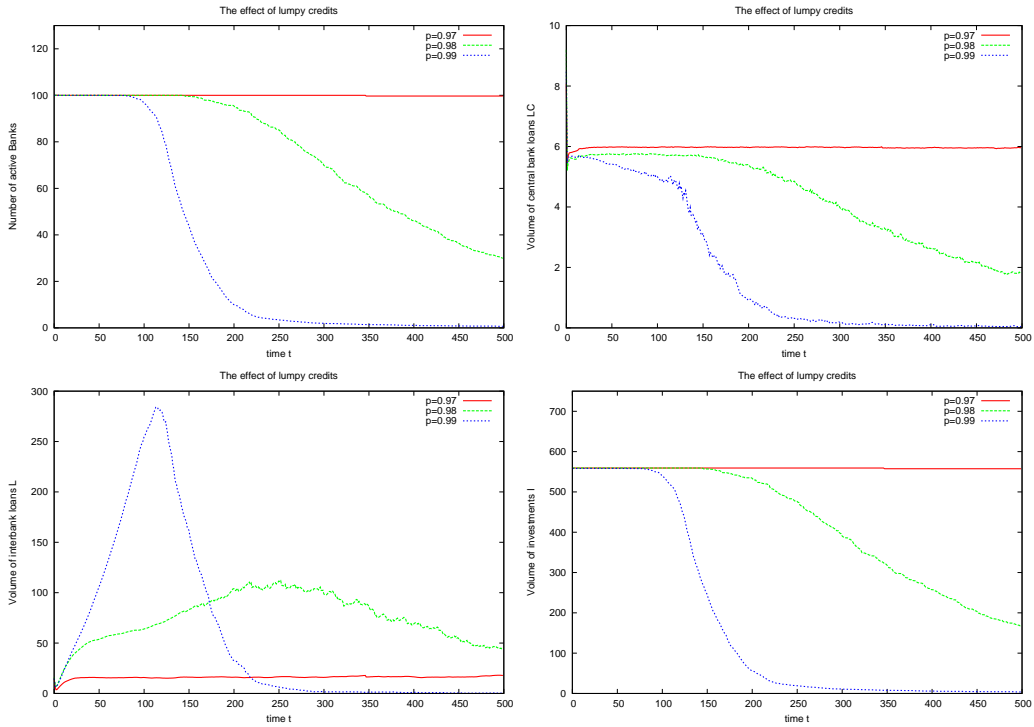 The effect of lumpy credits
p=0.97
p=0.98
p=0.99
Number of active Banks
120
100
80
60
40
20
0
0 50 100 150 200 250 300 350 400 450 500
time t
The effect of lumpy credits
p=0.97
p=0.98
p=0.99
Volume of central bank loans LC
10
8
6
4
2
0
0 50 100 150 200 250 300 350 400 450 500
time t
The effect of lumpy credits
p=0.97
p=0.98
p=0.99
Volume of interbank loans L
300
250
200
150
100
50
0
0 50 100 150 200 250 300 350 400 450 500
time t
The effect of lumpy credits
p=0.97
p=0.98
p=0.99
Volume of investments I
700
600
500
400
300
200
100
0
0 50 100 150 200 250 300 350 400 450 500
time t